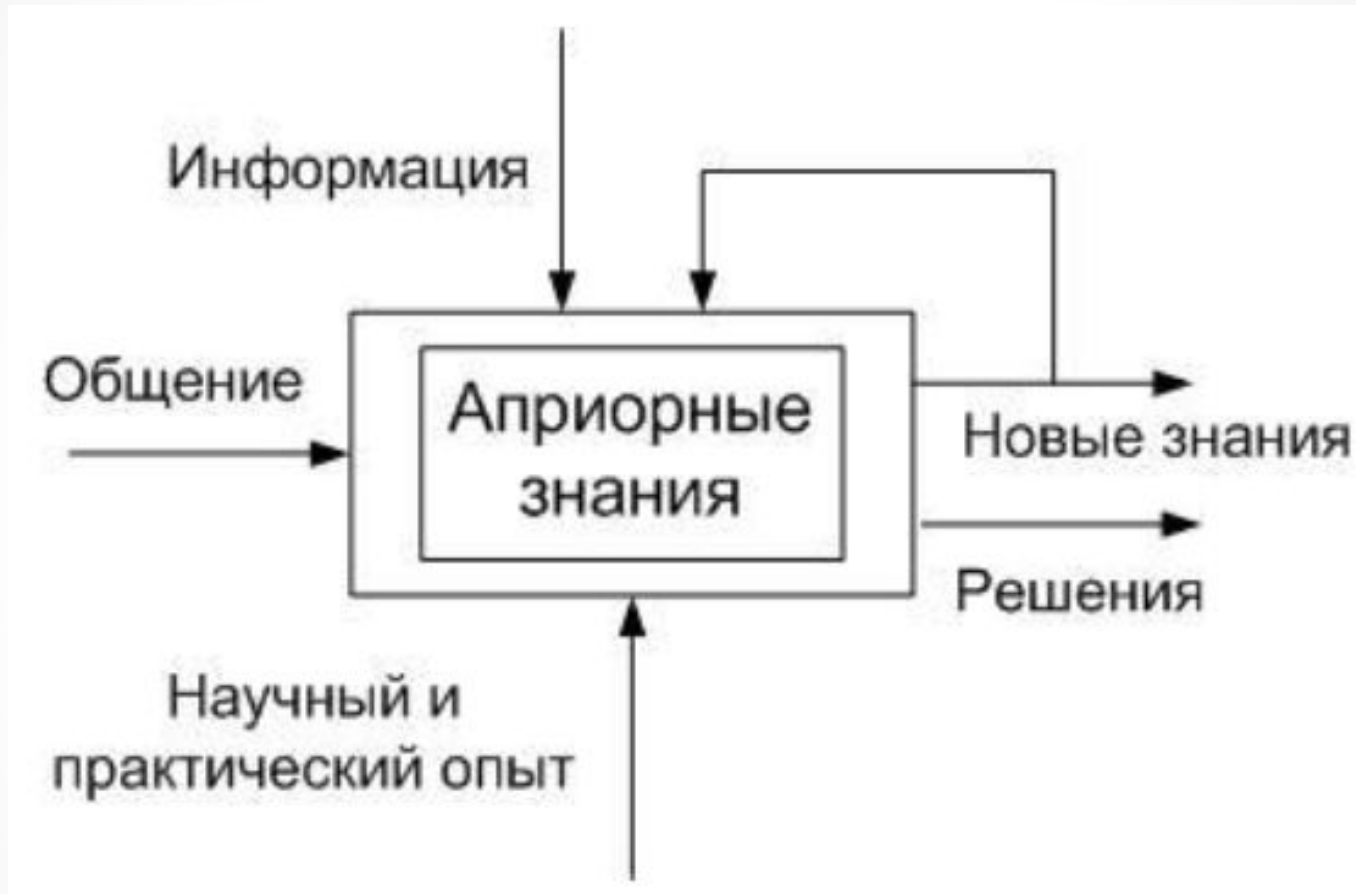 Информация
Общение
Априорные
знания
Новые знания
Решения
Научный и
практический опыт